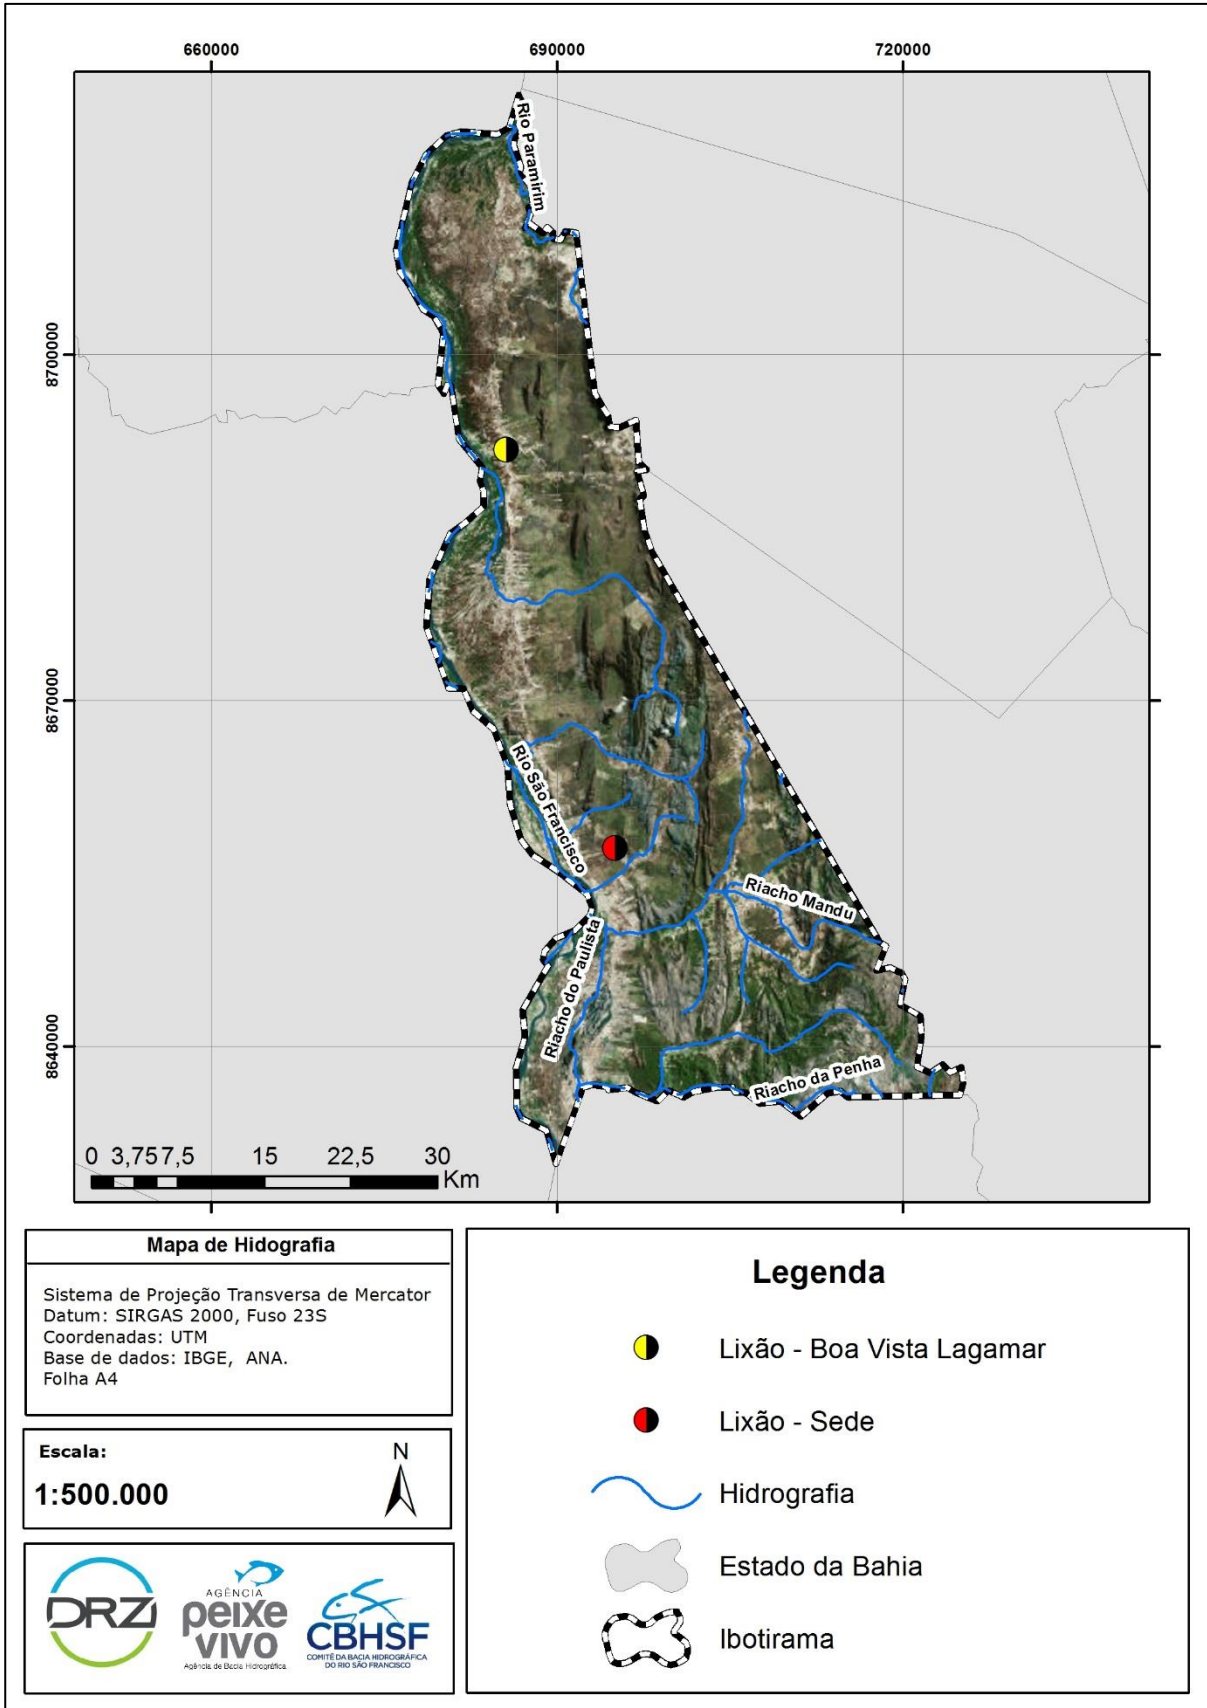 660000
690000
720000
8700000
8670000
8640000
Rio Paramirim
Rio São Francisco
Riacho Mandu
Riacho do Paulista
Riacho da Penha
0 3,75 7,5 15 22,5 30
Km
Mapa de Hidografia
Sistema de Projeção Transversa de Mercator
Datum: SIRGAS 2000, Fuso 23S
Coordenadas: UTM
Base de dados: IBGE, ANA.
Folha A4
Escala:
1:500.000
N
DRZ
AGÊNCIA
peixe
VIVO
Agência de Bacia Hidrográfica
CBHSF
COMITÊ DA BACIA HIDROGRÁFICA
DO RIO SÃO FRANCISCO
Legenda
Lixão - Boa Vista Lagamar
Lixão - Sede
Hidrografia
Estado da Bahia
Ibotirama